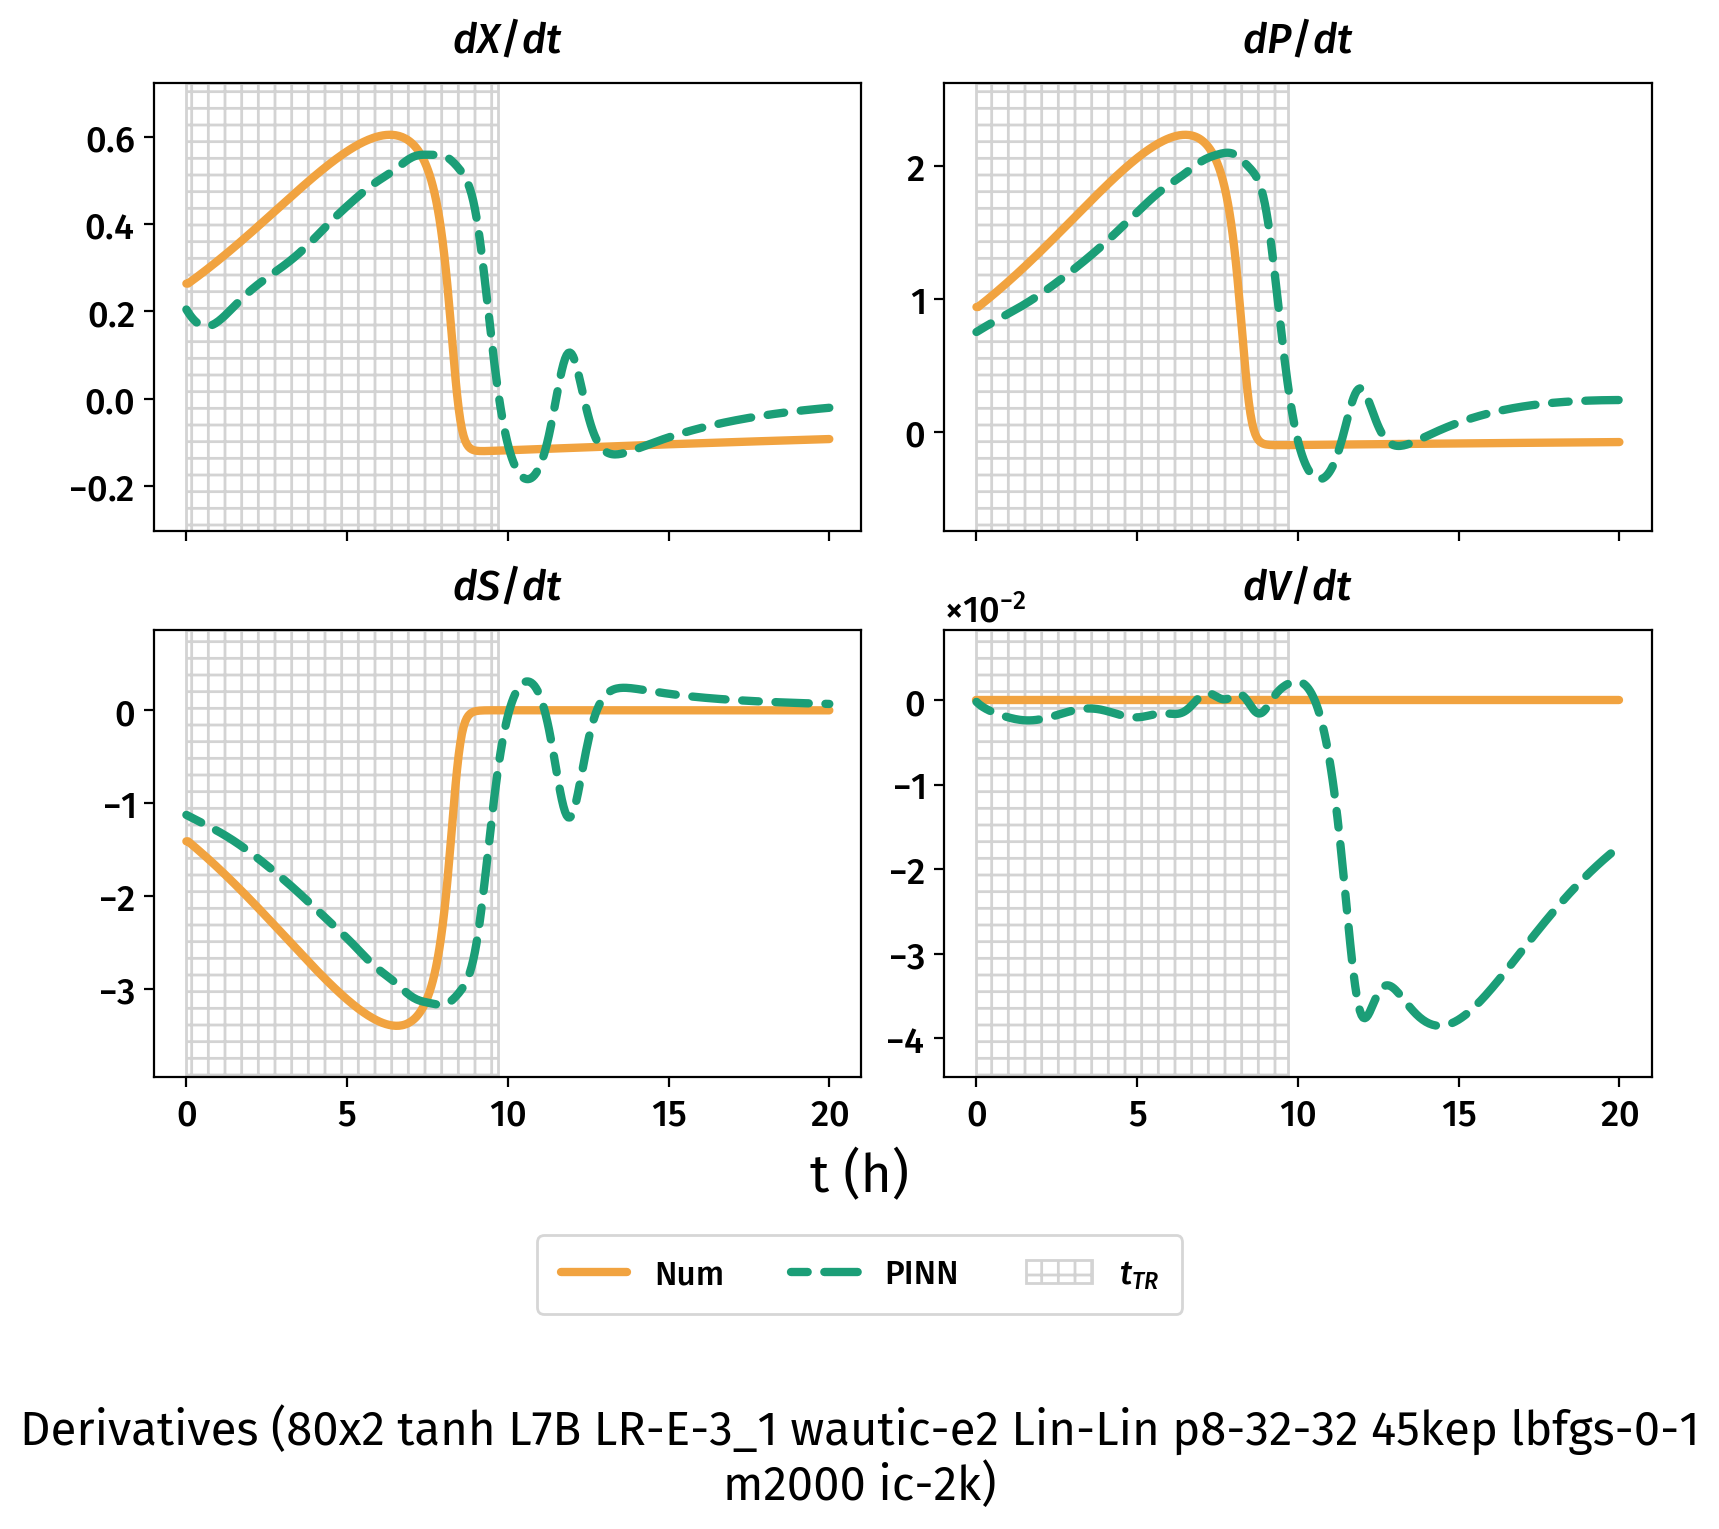 dX/dt
dP/dt
0.6
0.4
0.2
0.0
−0.2
2
1
0
dS/dt
dV/dt
×10⁻²
0
−1
−2
−3
0
−1
−2
−3
−4
0 5 10 15 20
0 5 10 15 20
t (h)
Num PINN t_TR
Derivatives (80x2 tanh L7B LR-E-3_1 wautic-e2 Lin-Lin p8-32-32 45kep lbfgs-0-1
m2000 ic-2k)